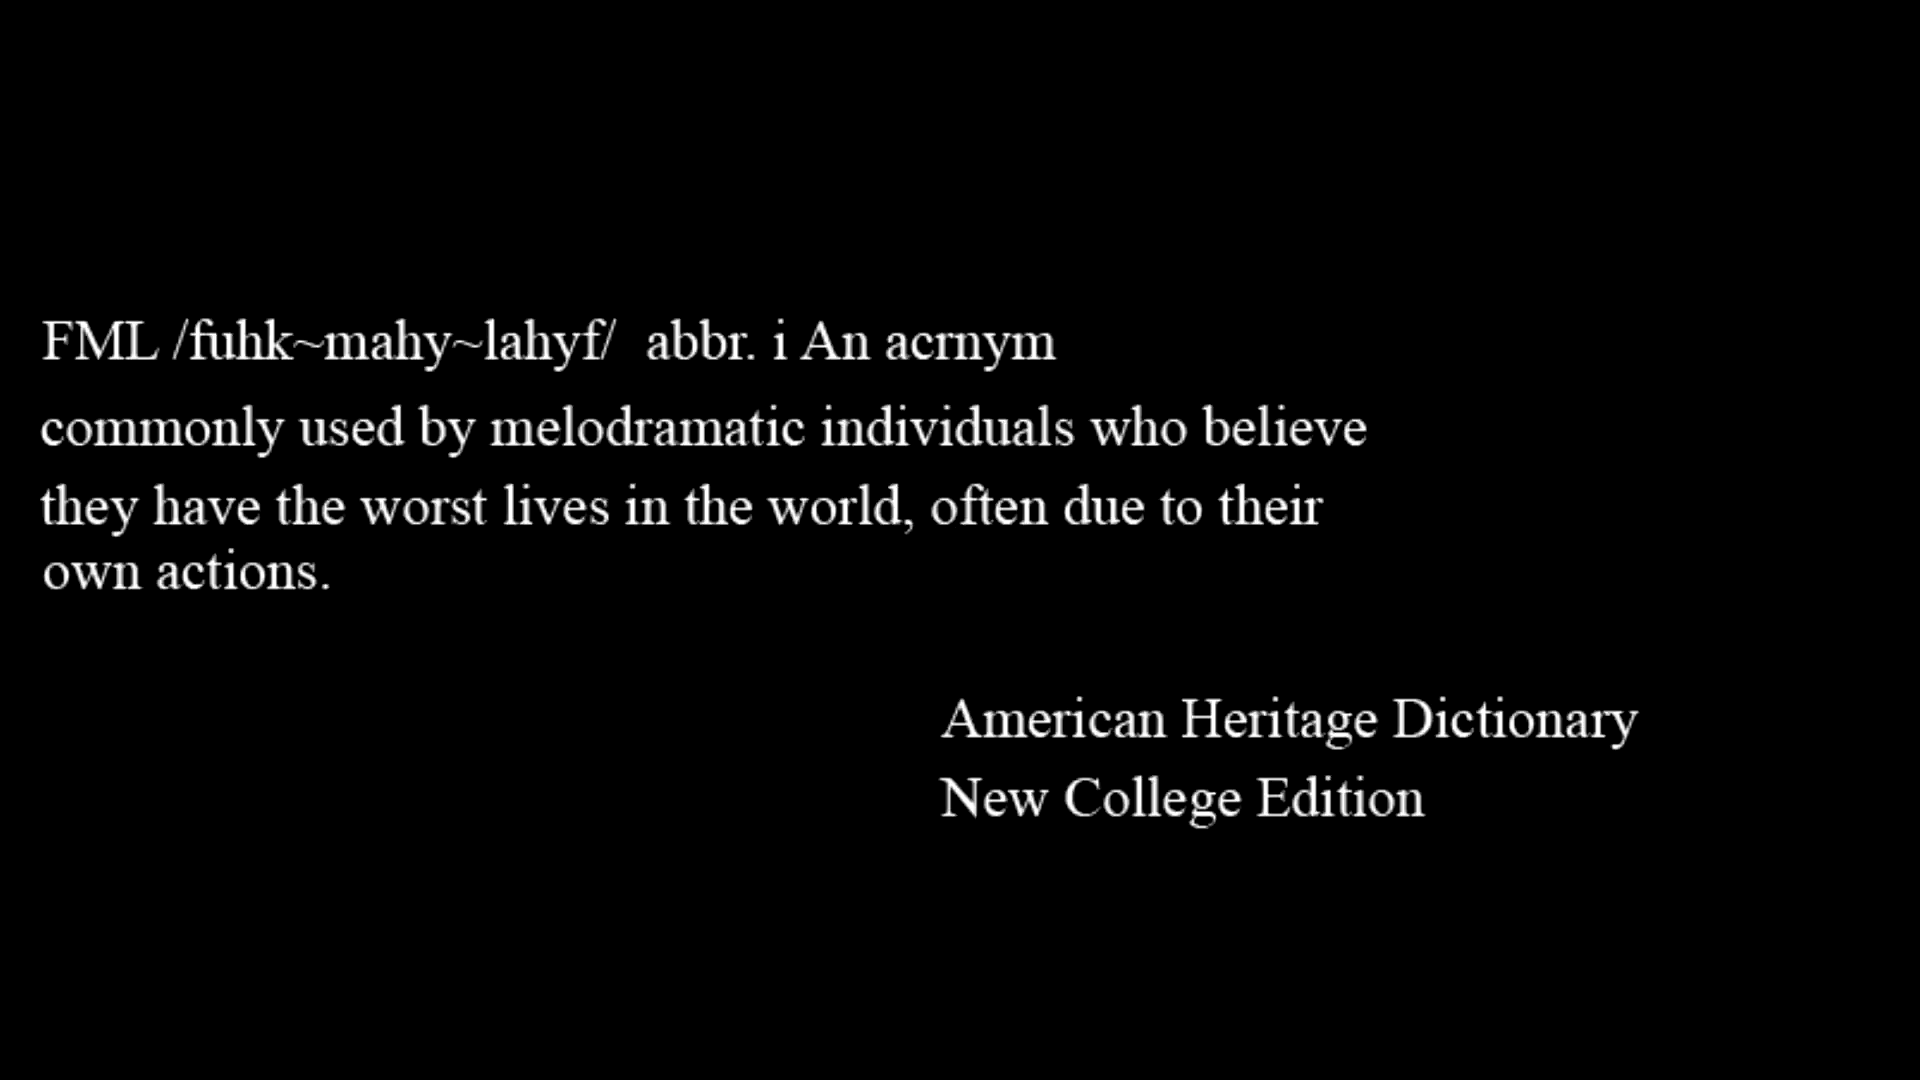 FML /fuhk~mahy~lahyf/ abbr. i An acrnym
commonly used by melodramatic individuals who believe
they have the worst lives in the world, often due to their
own actions.
American Heritage Dictionary
New College Edition